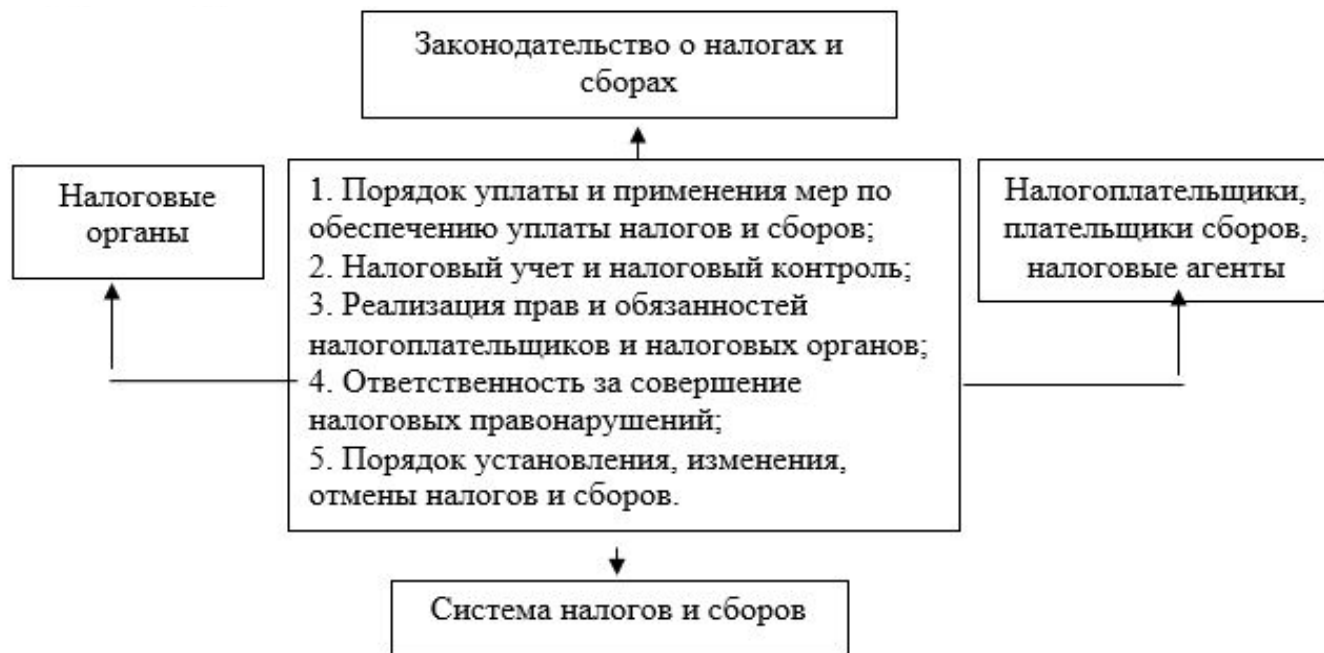 Законодательство о налогах и
сборах
Налоговые
органы
1. Порядок уплаты и применения мер по
обеспечению уплаты налогов и сборов;
2. Налоговый учет и налоговый контроль;
3. Реализация прав и обязанностей
налогоплательщиков и налоговых органов;
4. Ответственность за совершение
налоговых правонарушений;
5. Порядок установления, изменения,
отмены налогов и сборов.
Налогоплательщики,
плательщики сборов,
налоговые агенты
Система налогов и сборов